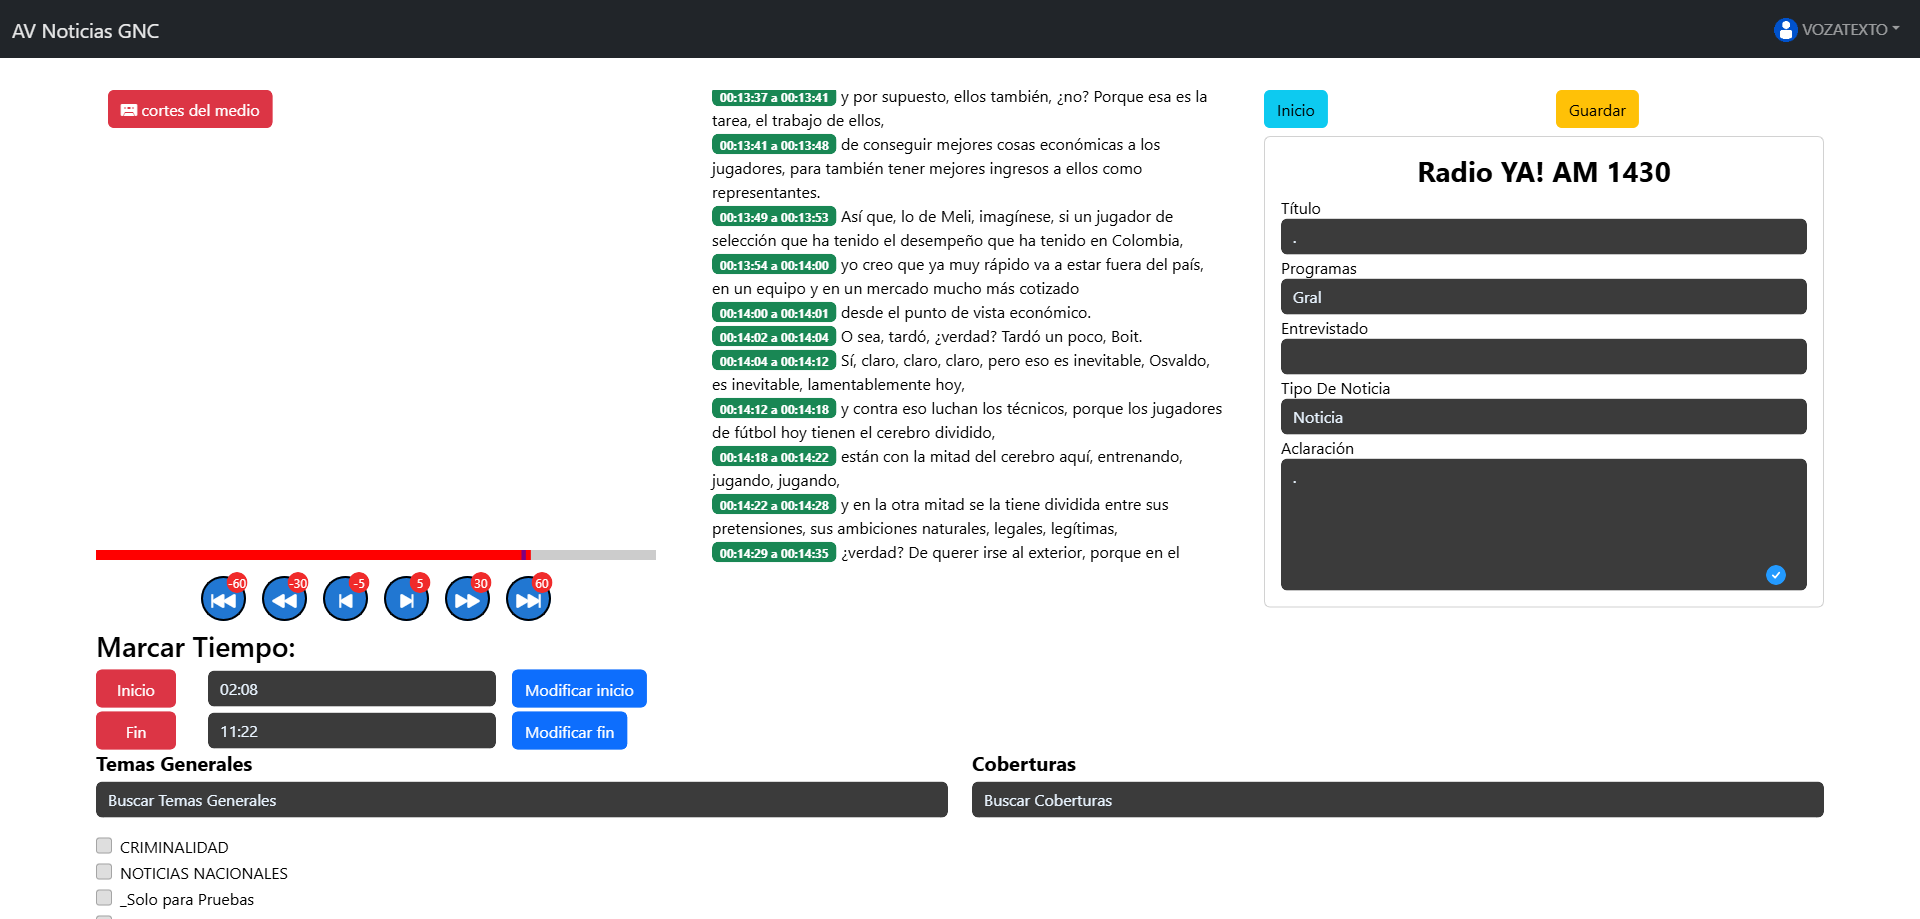 AV Noticias GNC
VOZATEXTO
cortes del medio
-60
-30
-5
5
30
60
Marcar Tiempo:
Inicio
02:08
Modificar inicio
Fin
11:22
Modificar fin
00:13:37 a 00:13:41 y por supuesto, ellos también, ¿no? Porque esa es la
tarea, el trabajo de ellos,
00:13:41 a 00:13:48 de conseguir mejores cosas económicas a los
jugadores, para también tener mejores ingresos a ellos como
representantes.
00:13:49 a 00:13:53 Así que, lo de Meli, imagínese, si un jugador de
selección que ha tenido el desempeño que ha tenido en Colombia,
00:13:54 a 00:14:00 yo creo que ya muy rápido va a estar fuera del país,
en un equipo y en un mercado mucho más cotizado
00:14:00 a 00:14:01 desde el punto de vista económico.
00:14:02 a 00:14:04 O sea, tardó, ¿verdad? Tardó un poco, Boit.
00:14:04 a 00:14:12 Sí, claro, claro, claro, pero eso es inevitable, Osvaldo,
es inevitable, lamentablemente hoy,
00:14:12 a 00:14:18 y contra eso luchan los técnicos, porque los jugadores
de fútbol hoy tienen el cerebro dividido,
00:14:18 a 00:14:22 están con la mitad del cerebro aquí, entrenando,
jugando, jugando,
00:14:22 a 00:14:28 y en la otra mitad se la tiene dividida entre sus
pretensiones, sus ambiciones naturales, legales, legítimas,
00:14:29 a 00:14:35 ¿verdad? De querer irse al exterior, porque en el
Inicio
Guardar
Radio YA! AM 1430
Título
.
Programas
Gral
Entrevistado
Tipo De Noticia
Noticia
Aclaración
.
Temas Generales
Buscar Temas Generales
CRIMINALIDAD
NOTICIAS NACIONALES
_Solo para Pruebas
Coberturas
Buscar Coberturas